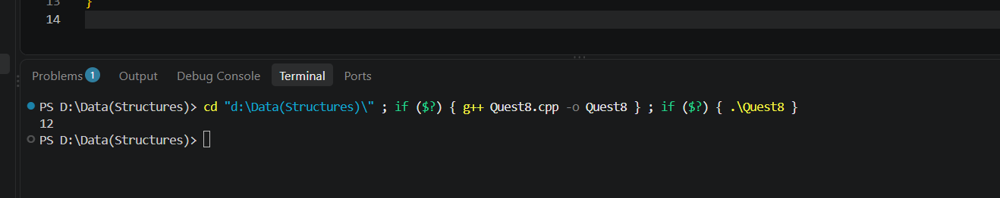 13 }
14
Problems 1 Output Debug Console Terminal Ports
PS D:\Data(Structures)> cd "d:\Data(Structures)\" ; if ($?) { g++ Quest8.cpp -o Quest8 } ; if ($?) { .\Quest8 }
12
PS D:\Data(Structures)>